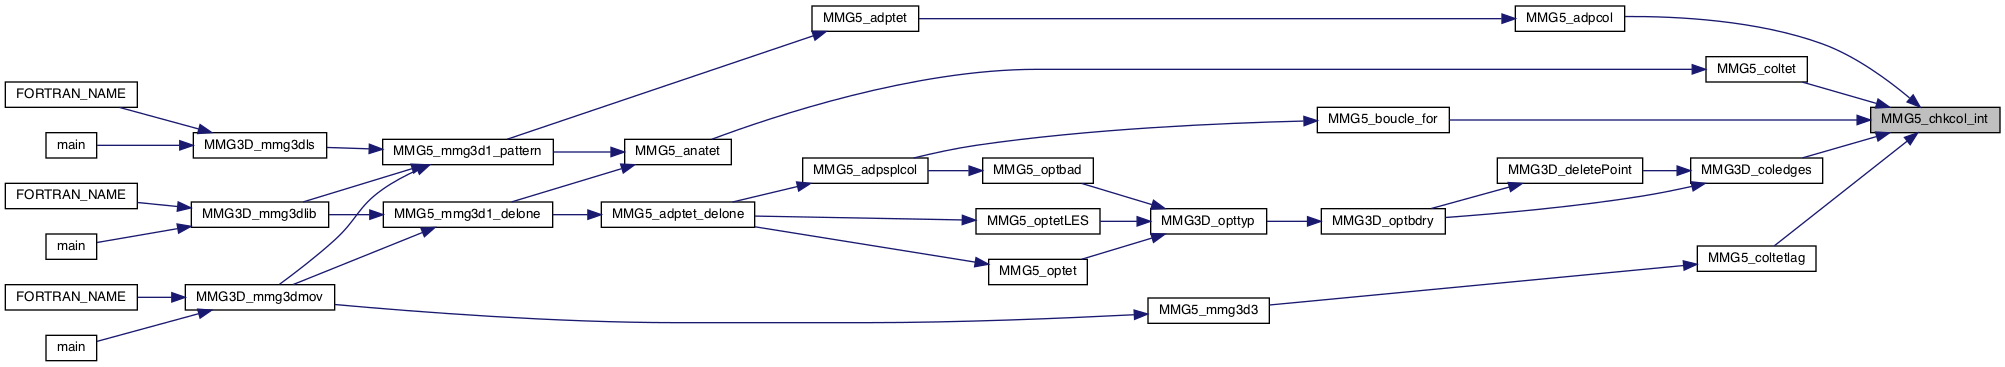 MMG5_adptet
MMG5_adpcol
MMG5_coltet
FORTRAN_NAME
MMG5_chkcol_int
MMG5_boucle_for
main
MMG3D_mmg3dls
MMG5_mmg3d1_pattern
MMG5_anatet
MMG5_adpsplcol
MMG5_optbad
MMG3D_deletePoint
MMG3D_coledges
FORTRAN_NAME
MMG3D_mmg3dlib
MMG5_mmg3d1_delone
MMG5_adptet_delone
MMG5_optetLES
MMG3D_opttyp
MMG3D_optbdry
main
MMG5_coltetlag
MMG5_optet
FORTRAN_NAME
MMG3D_mmg3dmov
MMG5_mmg3d3
main